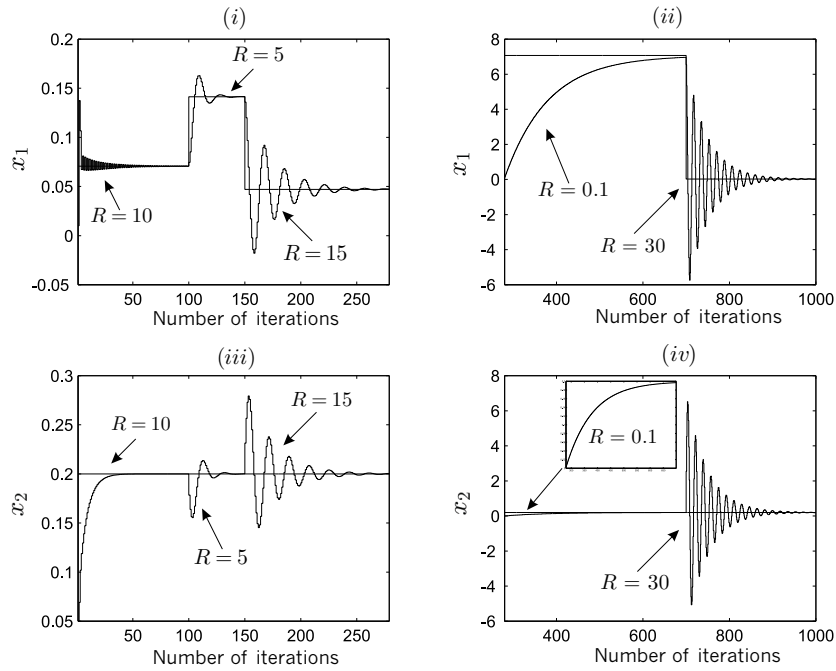 (i)
0.2
0.15
0.1
0.05
0
-0.05
x1
R = 5
R = 10
R = 15
50 100 150 200 250
Number of iterations
(ii)
8
6
4
2
0
-2
-4
-6
x1
R = 0.1
R = 30
400 600 800 1000
Number of iterations
(iii)
0.3
0.25
0.2
0.15
0.1
0.05
x2
R = 10
R = 15
R = 5
50 100 150 200 250
Number of iterations
(iv)
8
6
4
2
0
-2
-4
-6
x2
R = 0.1
R = 30
400 600 800 1000
Number of iterations